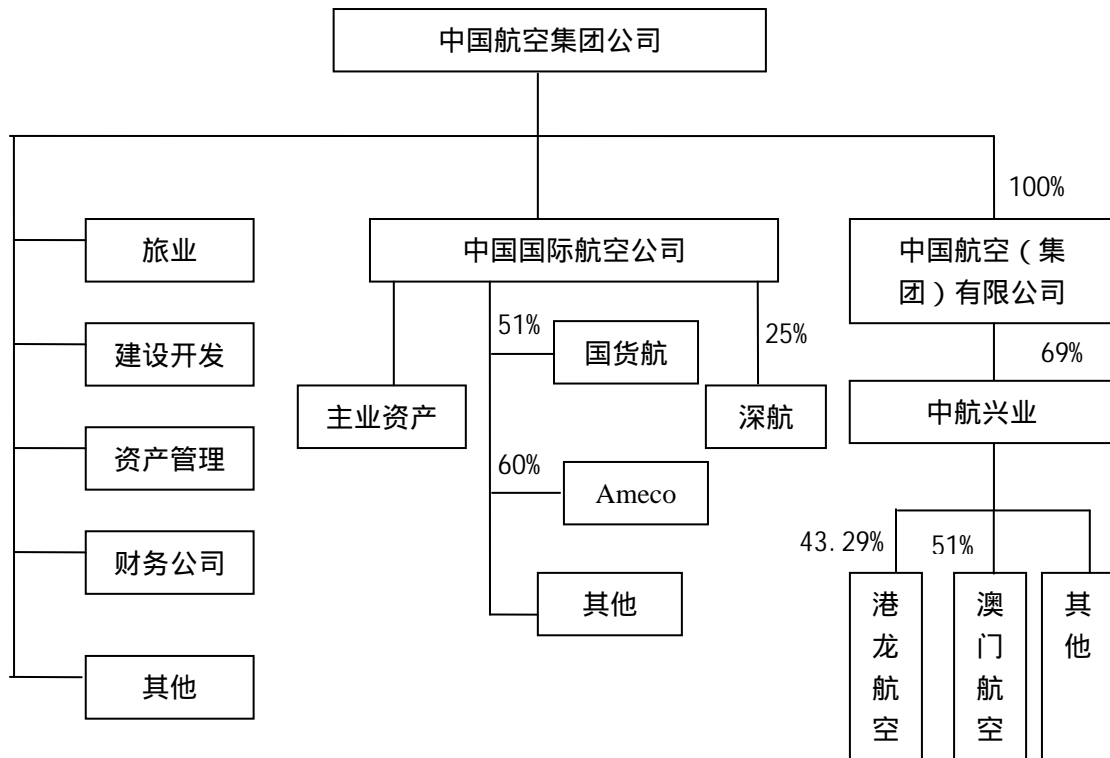 中国航空集团公司
100%
旅业
中国国际航空公司
中国航空（集
团）有限公司
建设开发
51%
国货航
25%
69%
主业资产
深航
中航兴业
资产管理
60%
Ameco
财务公司
43.29%
51%
其他
其他
港龙航空
澳门航空
其他